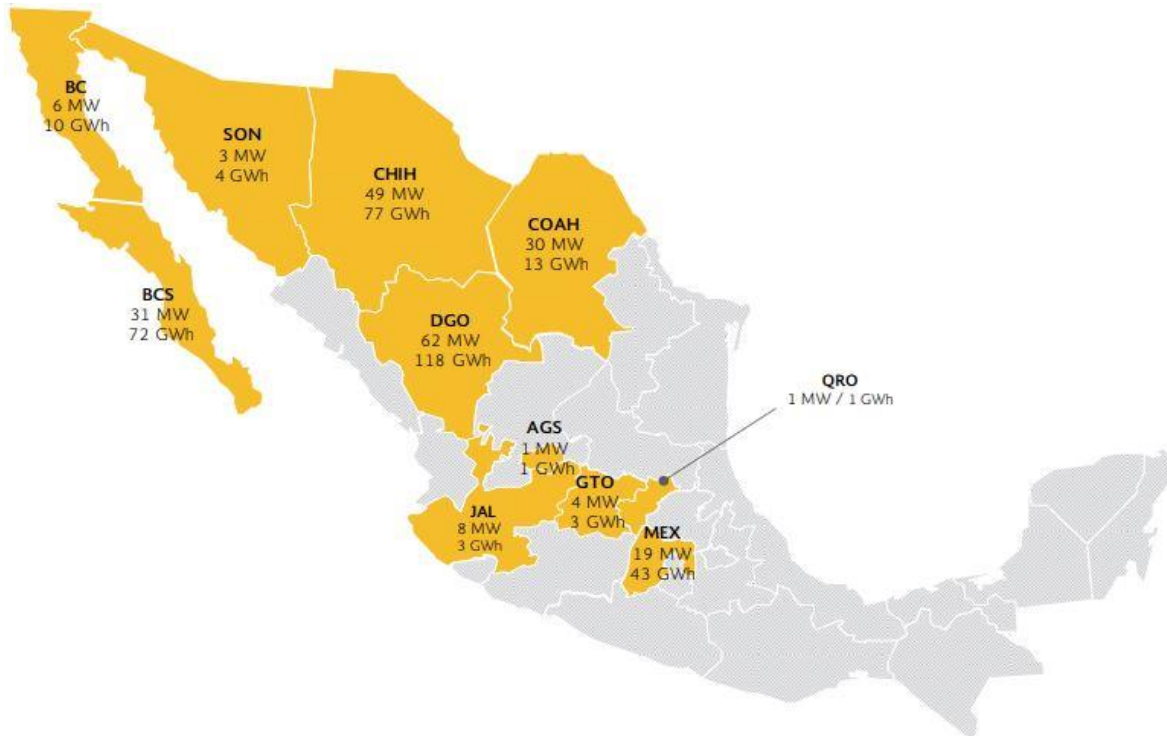 BC
6 MW
10 GWh
SON
3 MW
4 GWh
CHIH
49 MW
77 GWh
COAH
30 MW
13 GWh
BCS
31 MW
72 GWh
DGO
62 MW
118 GWh
QRO
1 MW / 1 GWh
AGS
1 MW
1 GWh
GTO
4 MW
3 GWh
JAL
8 MW
3 GWh
MEX
19 MW
43 GWh